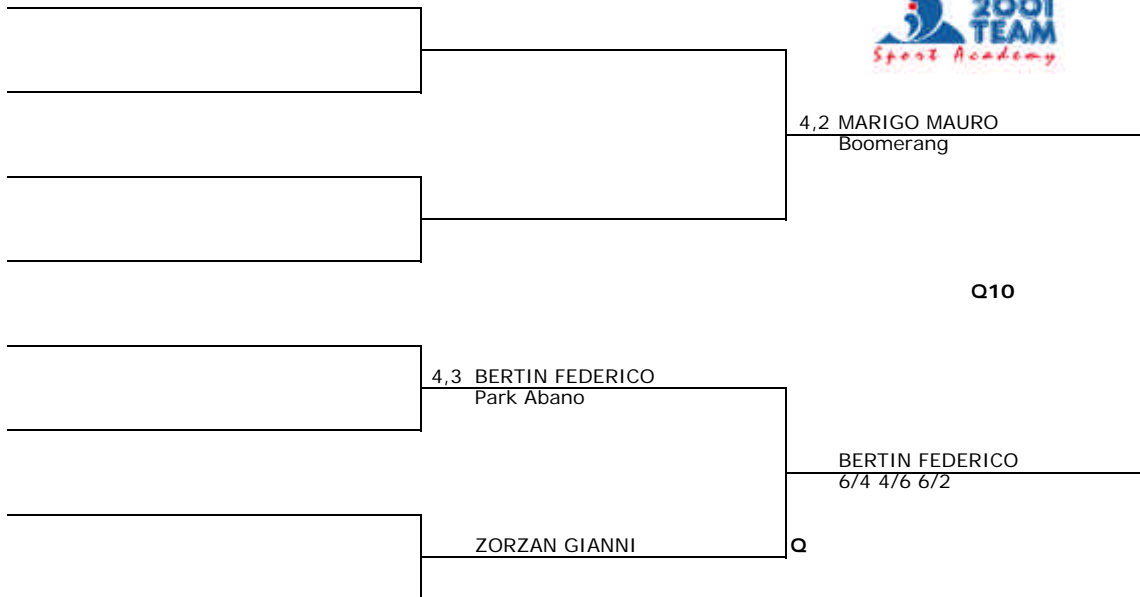 2001
TEAM
Sport Academy
4,2 MARIGO MAURO
Boomerang
Q10
4,3 BERTIN FEDERICO
Park Abano
BERTIN FEDERICO
6/4 4/6 6/2
ZORZAN GIANNI
Q